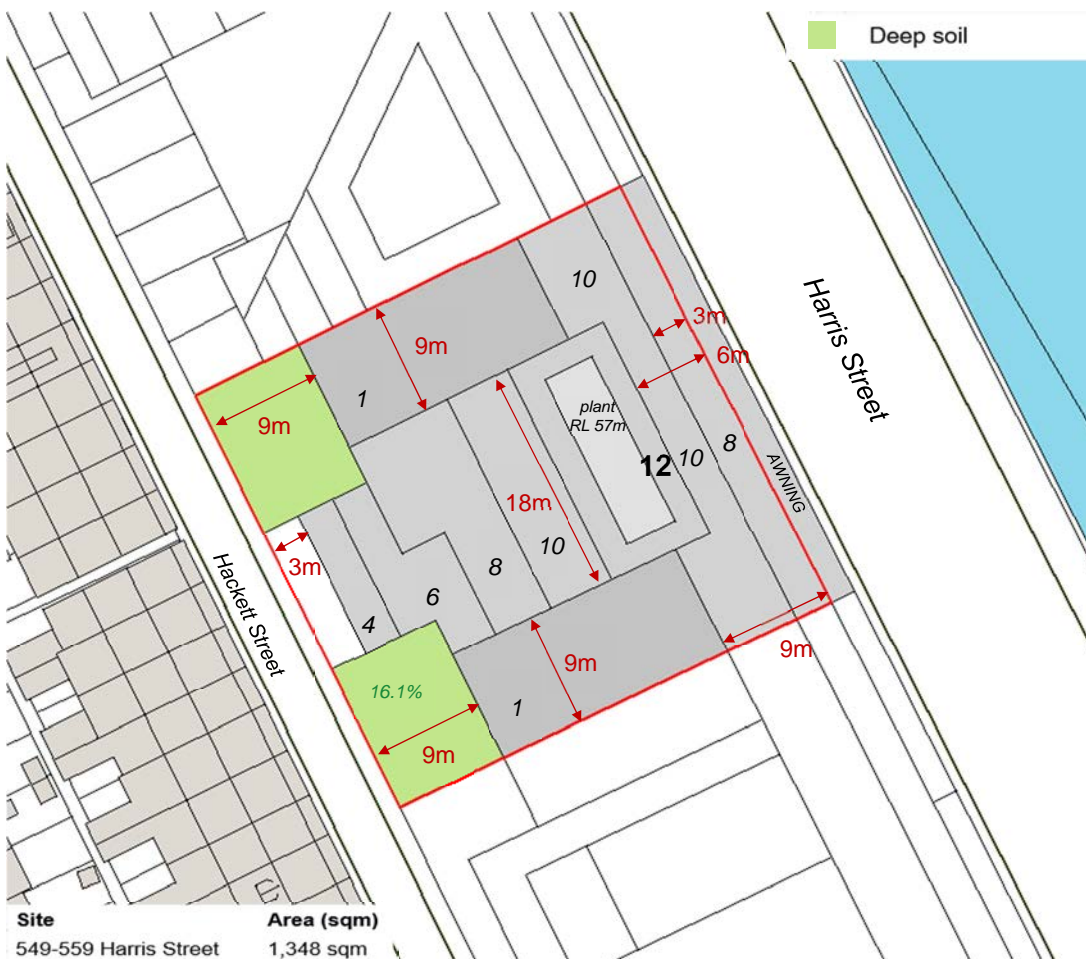 Deep soil
10
Harris Street
3m
9m
6m
1
plant
RL 57m
9m
12
10
8
AWNING
18m
10
3m
8
Hackett Street
6
4
9m
9m
16.1%
1
9m
Site Area (sqm)
549-559 Harris Street 1,348 sqm